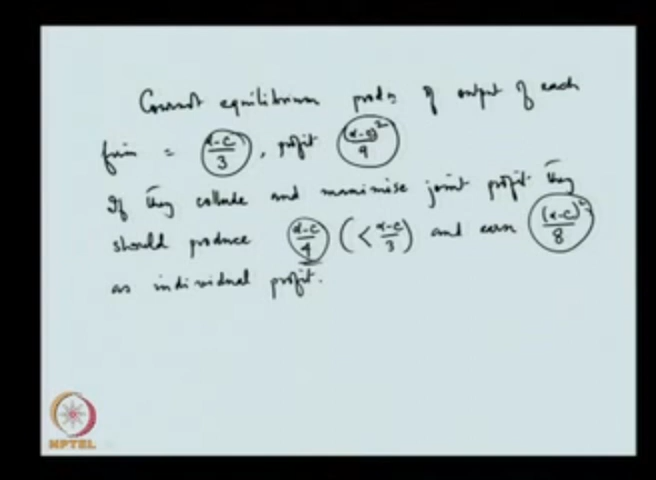 Cournot equilibrium prods of output of each
firm = (α-c)/3, profit (α-c)²/9
If they collude and maximise joint profit they
should produce (α-c)/4 (< (α-c)/3) and earn (α-c)²/8
as individual profit.
NPTEL